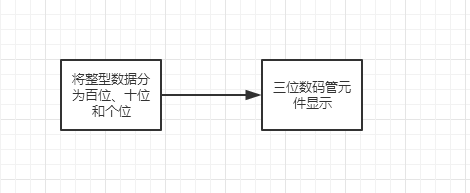 将整型数据分
为百位、十位
和个位
三位数码管元
件显示